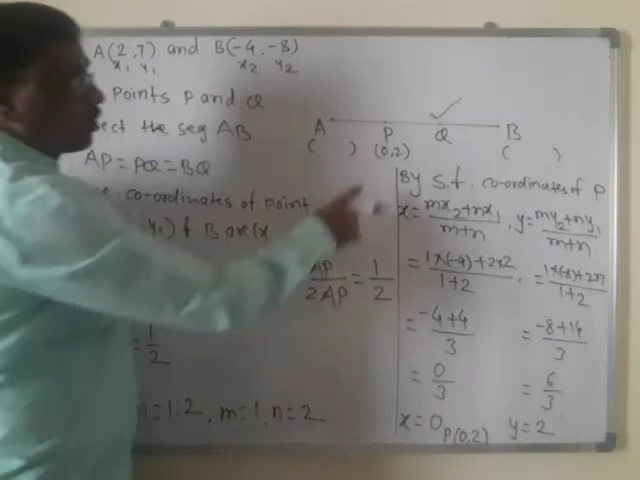 A(2,7) and B(-4,-8)
x₁ y₁ x₂ y₂
points P and Q
sect the seg AB
AP = PQ = BQ
co-ordinates of point
y₁) & B are (x
AP/2AP = 1/2
= 1/2
= 1:2, m=1, n=2
A P Q B
( ) (0,2) ( )
By s.f. co-ordinates of P
x = mx₂+nx₁/m+n , y = my₂+ny₁/m+n
= 1×(-4)+2×2/1+2 , = 1×(-8)+2×7/1+2
= -4+4/3 = -8+14/3
= 0/3 = 6/3
x = 0 P(0,2) y = 2